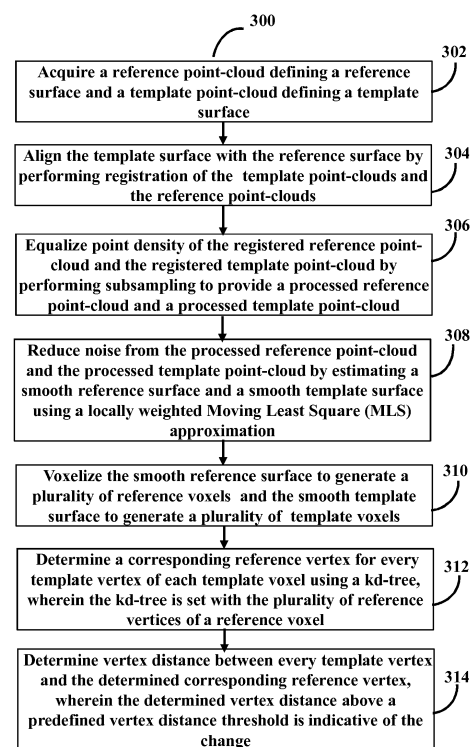 300
302
Acquire a reference point-cloud defining a reference
surface and a template point-cloud defining a template
surface
304
Align the template surface with the reference surface by
performing registration of the  template point-clouds and
the reference point-clouds
306
Equalize point density of the registered reference point-
cloud and the registered template point-cloud by
performing subsampling to provide a processed reference
point-cloud and a processed template point-cloud
308
Reduce noise from the processed reference point-cloud
and the processed template point-cloud by estimating a
smooth reference surface and a smooth template surface
using a locally weighted Moving Least Square (MLS)
approximation
310
Voxelize the smooth reference surface to generate a
plurality of reference voxels  and the smooth template
surface to generate a plurality of  template voxels
312
Determine a corresponding reference vertex for every
template vertex of each template voxel using a kd-tree,
wherein the kd-tree is set with the plurality of reference
vertices of a reference voxel
314
Determine vertex distance between every template vertex
and the determined corresponding reference vertex,
wherein the determined vertex distance above a
predefined vertex distance threshold is indicative of the
change